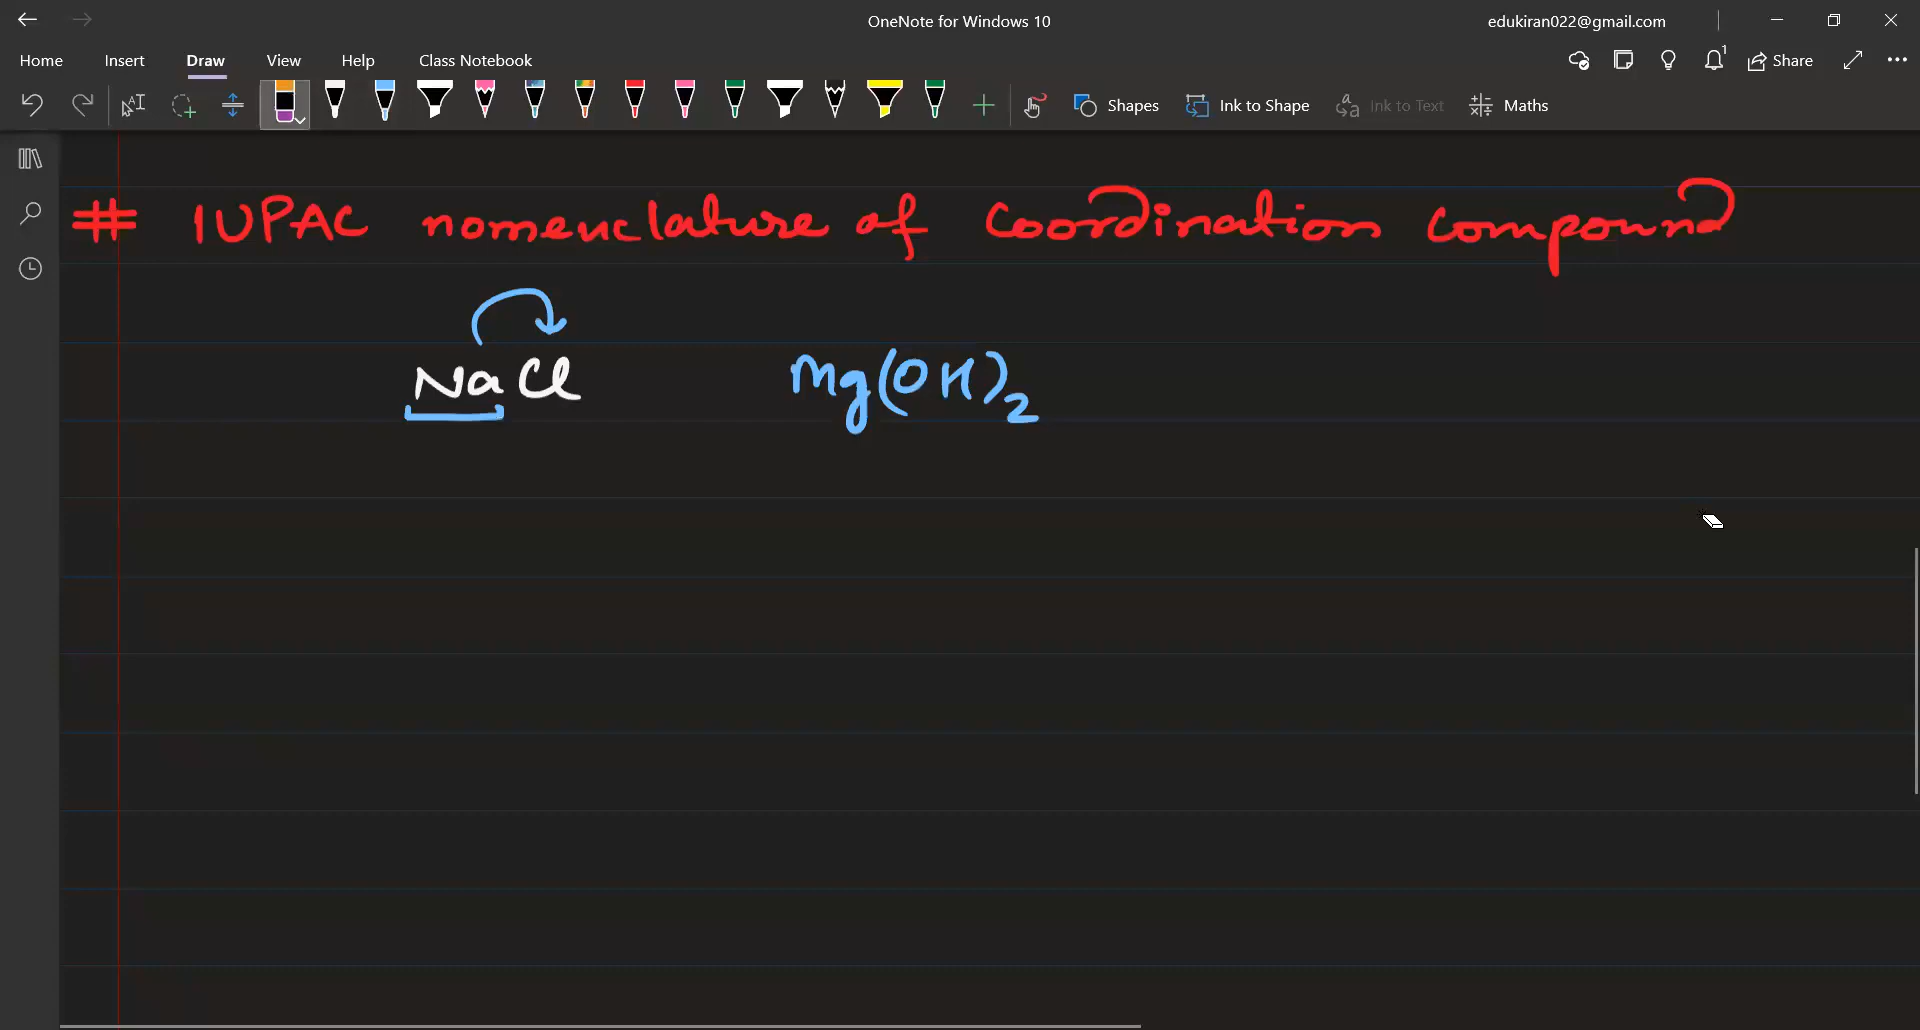 OneNote for Windows 10
edukiran022@gmail.com
Home Insert Draw View Help Class Notebook
1 Share
Shapes Ink to Shape Ink to Text Maths
# IUPAC nomenclature of Coordination Compound
NaCl Mg(OH)₂